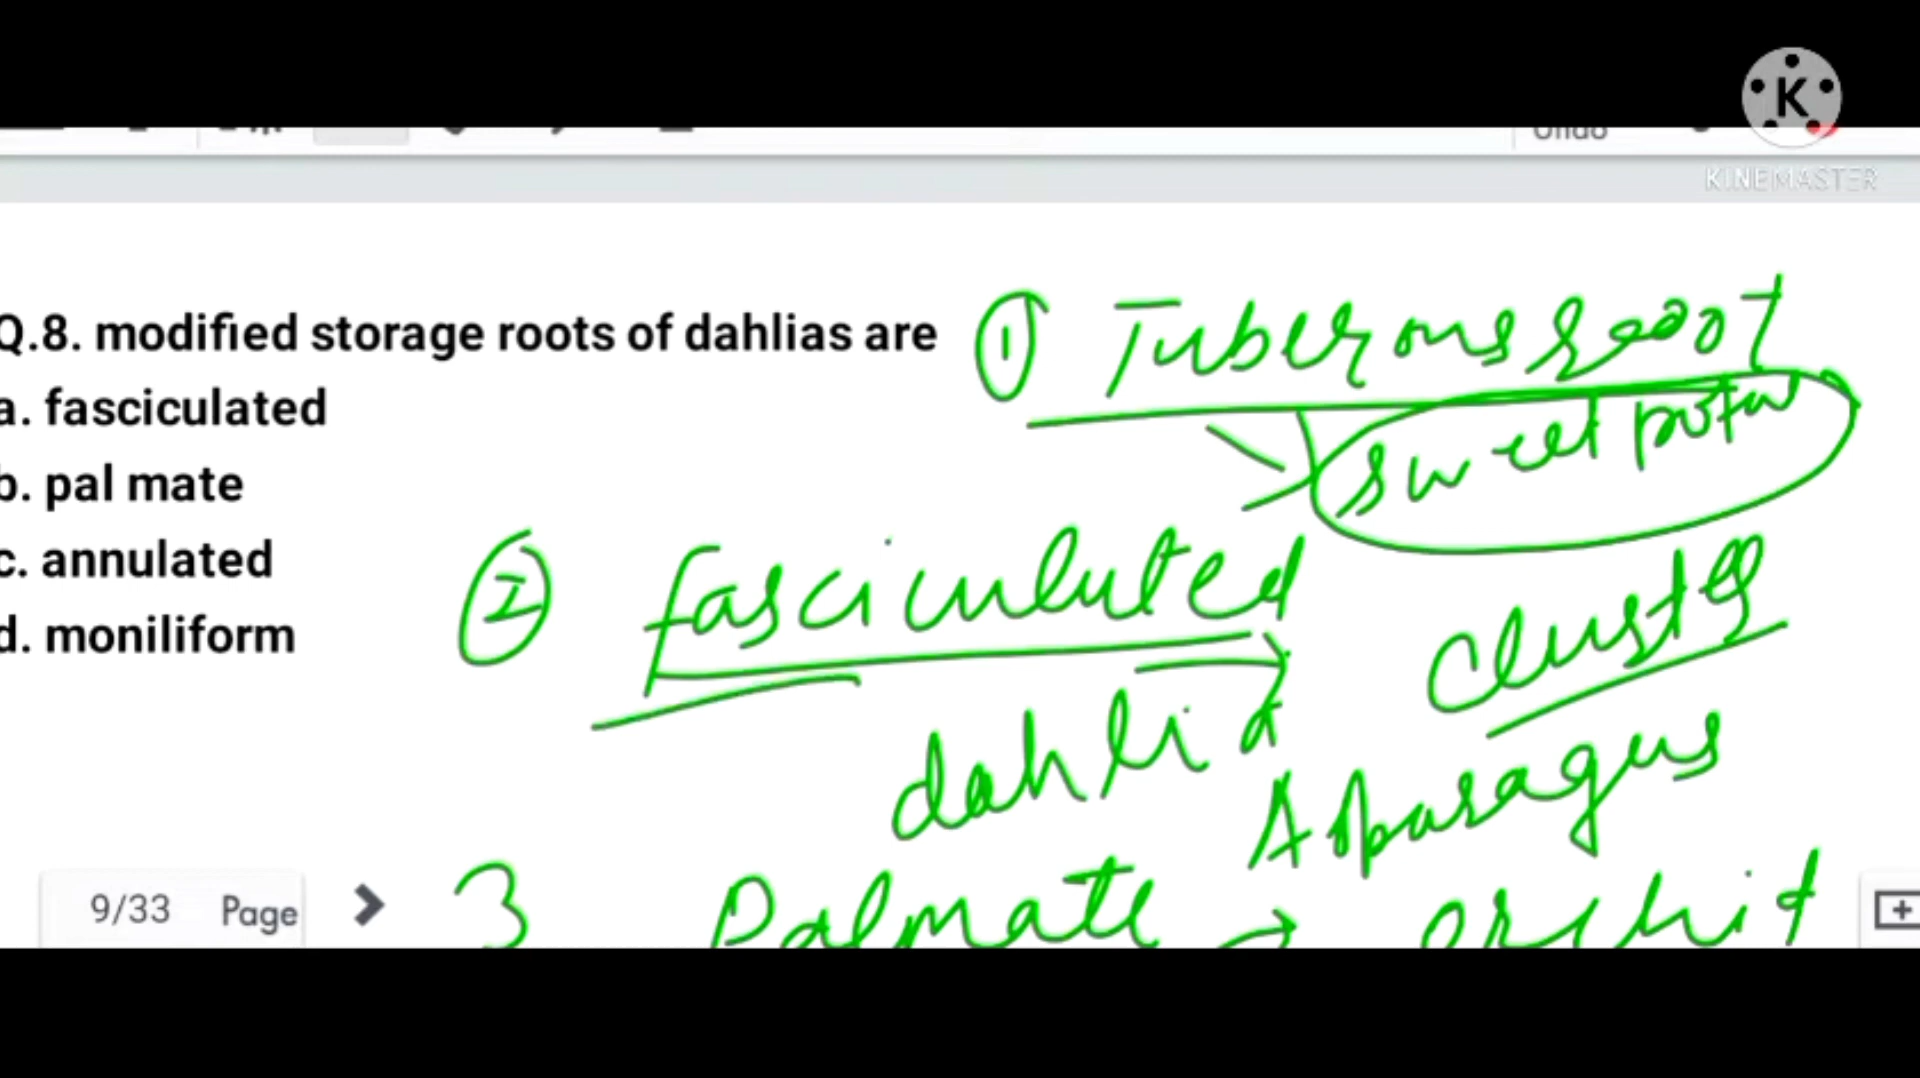 Undo
KINEMASTER
Q.8. modified storage roots of dahlias are
a. fasciculated
b. pal mate
c. annulated
d. moniliform
① Tuberous root
sweet potato
② fasciculated
cluster
dahlia
Asparagus
3 Palmate → orchid
9/33 Page